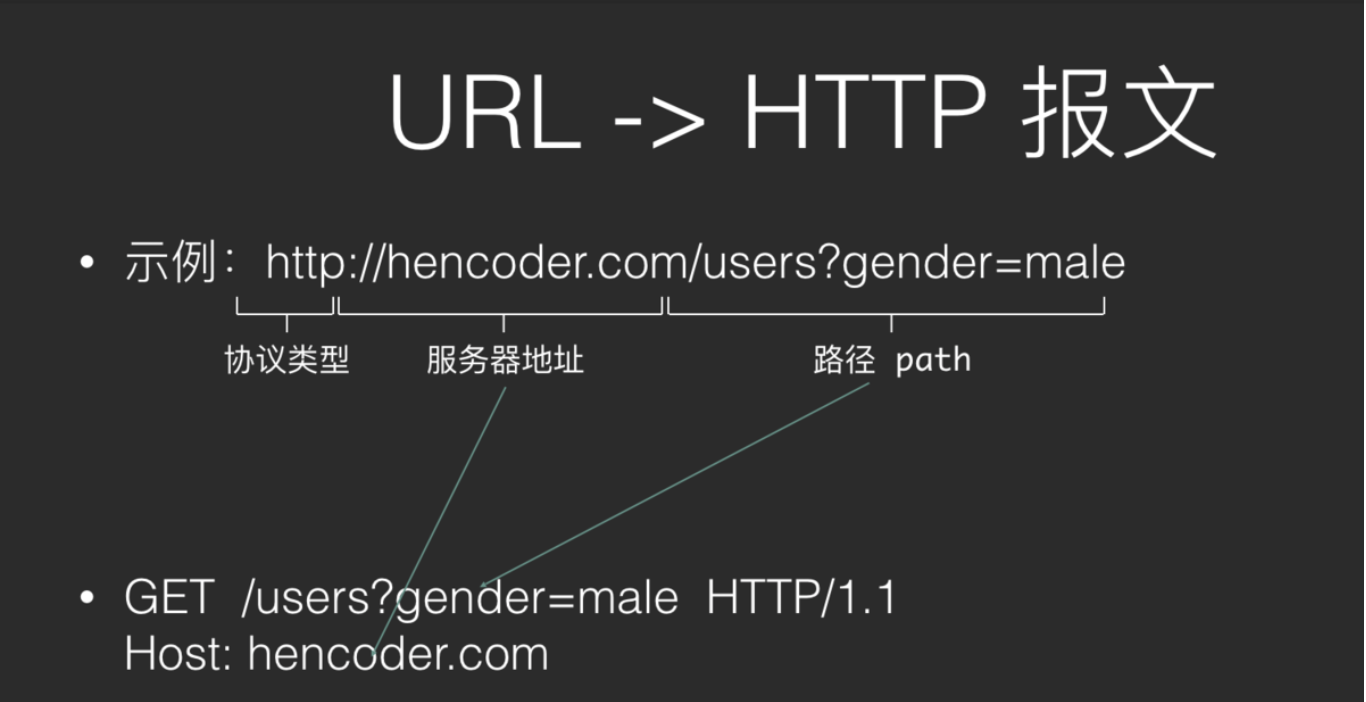 URL -> HTTP 报文
• 示例：http://hencoder.com/users?gender=male
协议类型 服务器地址 路径 path
• GET /users?gender=male HTTP/1.1
Host: hencoder.com